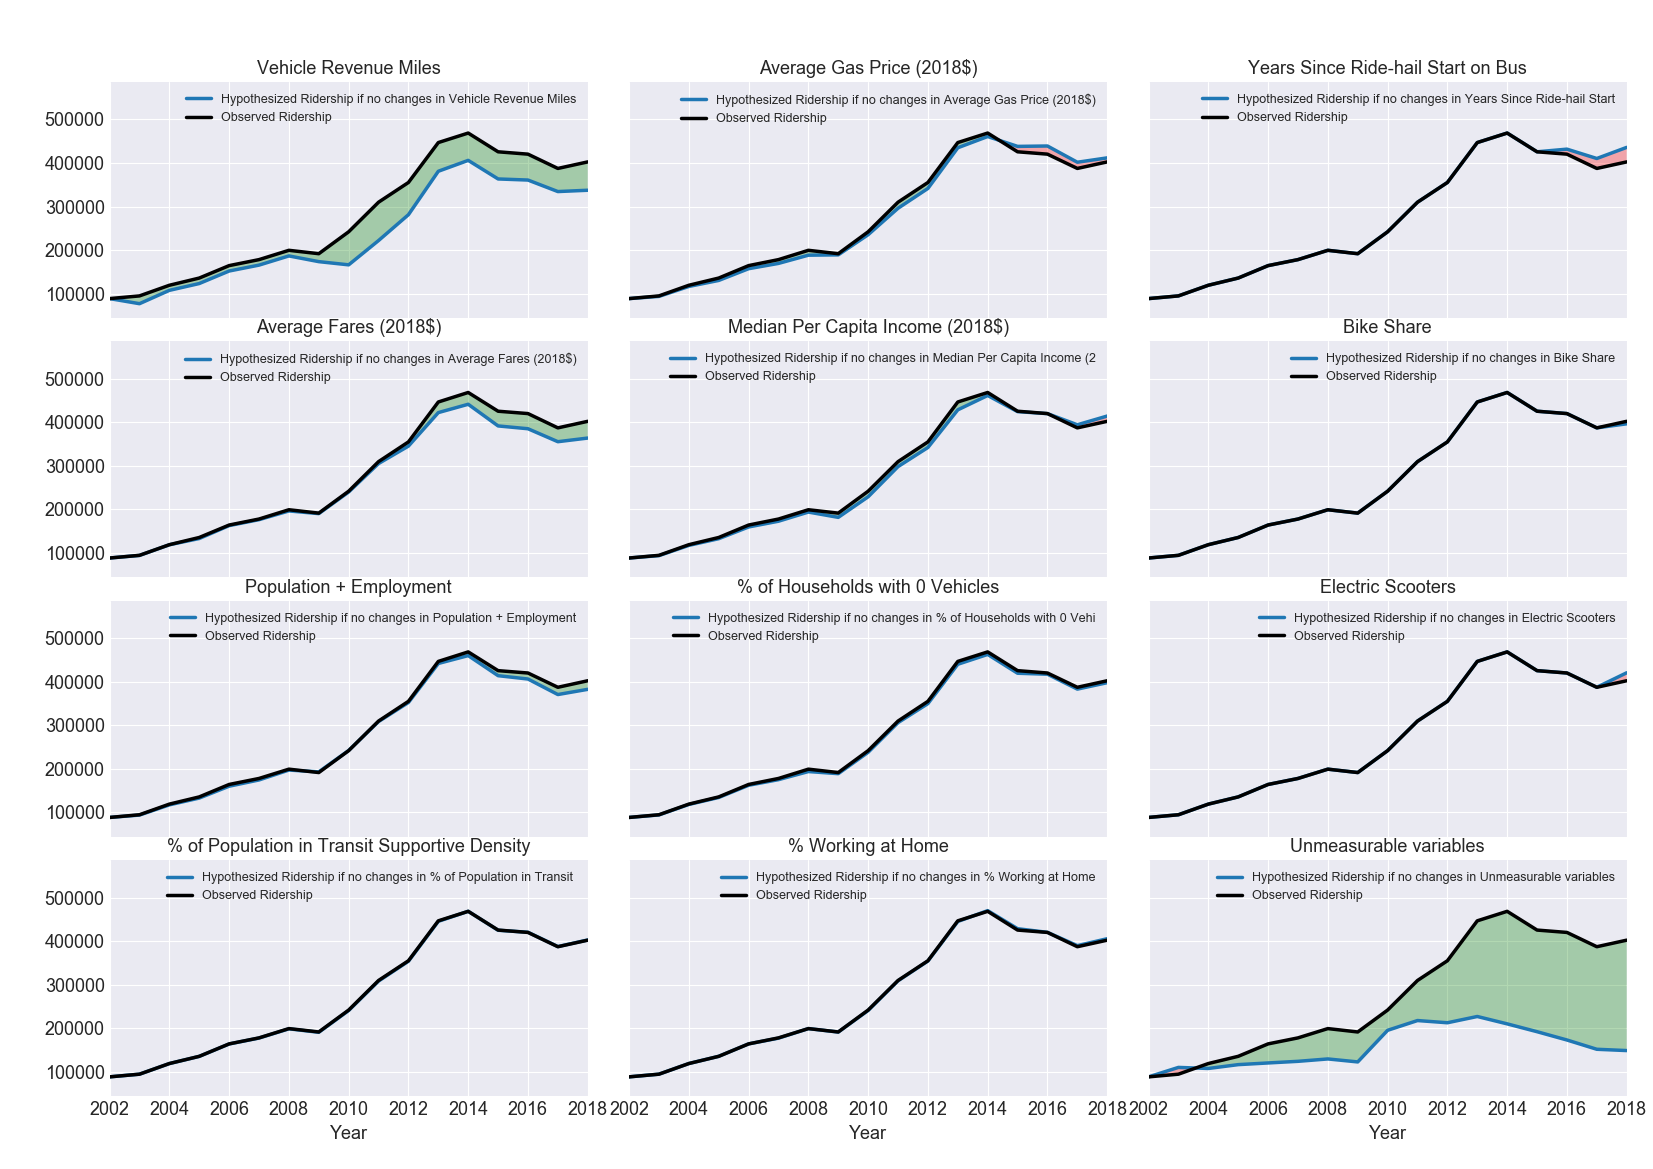 Vehicle Revenue Miles
Hypothesized Ridership if no changes in Vehicle Revenue Miles
Observed Ridership
500000
400000
300000
200000
100000
Average Gas Price (2018$)
Hypothesized Ridership if no changes in Average Gas Price (2018$)
Observed Ridership
Years Since Ride-hail Start on Bus
Hypothesized Ridership if no changes in Years Since Ride-hail Start
Observed Ridership
Average Fares (2018$)
Hypothesized Ridership if no changes in Average Fares (2018$)
Observed Ridership
500000
400000
300000
200000
100000
Median Per Capita Income (2018$)
Hypothesized Ridership if no changes in Median Per Capita Income (2
Observed Ridership
Bike Share
Hypothesized Ridership if no changes in Bike Share
Observed Ridership
Population + Employment
Hypothesized Ridership if no changes in Population + Employment
Observed Ridership
500000
400000
300000
200000
100000
% of Households with 0 Vehicles
Hypothesized Ridership if no changes in % of Households with 0 Vehi
Observed Ridership
Electric Scooters
Hypothesized Ridership if no changes in Electric Scooters
Observed Ridership
% of Population in Transit Supportive Density
Hypothesized Ridership if no changes in % of Population in Transit
Observed Ridership
500000
400000
300000
200000
100000
2002 2004 2006 2008 2010 2012 2014 2016 2018
Year
% Working at Home
Hypothesized Ridership if no changes in % Working at Home
Observed Ridership
2002 2004 2006 2008 2010 2012 2014 2016 2018
Year
Unmeasurable variables
Hypothesized Ridership if no changes in Unmeasurable variables
Observed Ridership
2002 2004 2006 2008 2010 2012 2014 2016 2018
Year